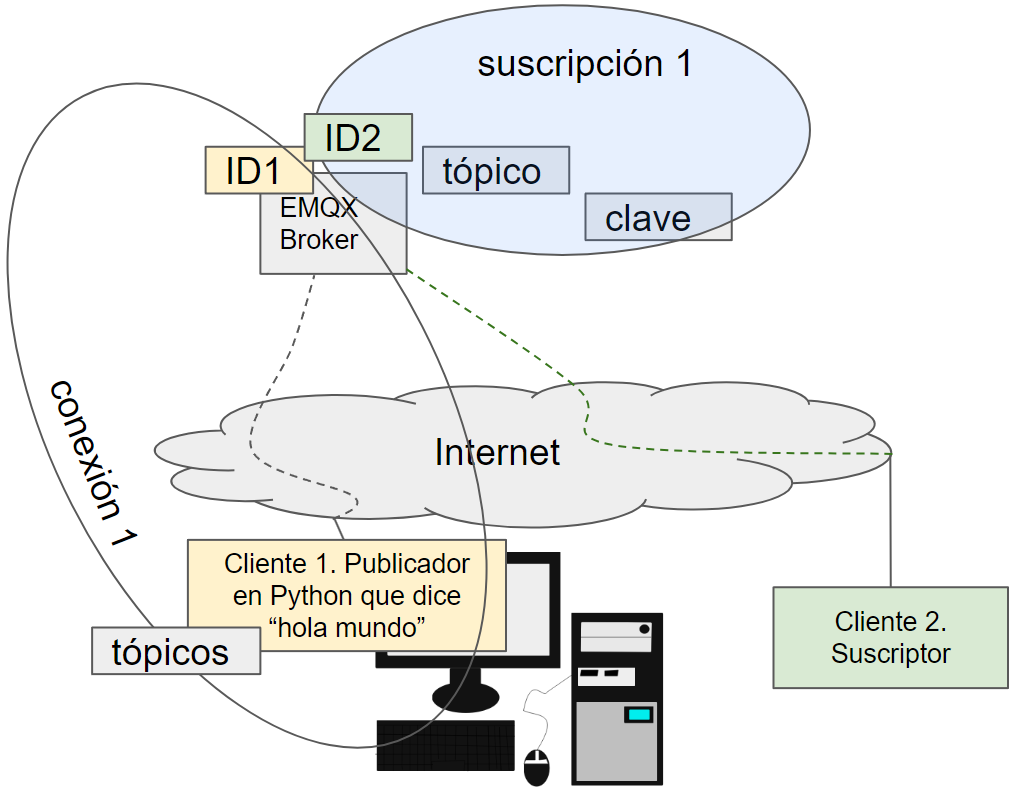 suscripción 1
ID2
ID1
tópico
clave
EMQX
Broker
conexión 1
Internet
Cliente 1. Publicador
en Python que dice
“hola mundo”
tópicos
Cliente 2.
Suscriptor